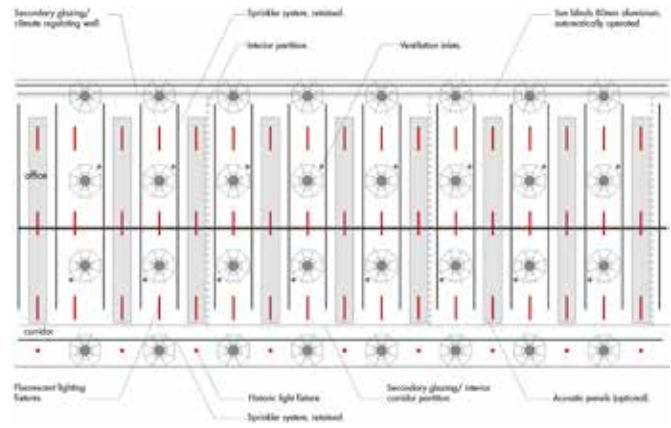 Secondary glazing/
climate regulating wall
Sprinkler system, retained.
Interior partition.
Ventilation inlets.
Sun blinds 80mm aluminium,
automatically operated.
office
corridor
Fluorescent lighting
fixtures
Historic light fixture
Sprinkler system, retained.
Secondary glazing/ interior
corridor partition
Acoustic panels (optional).